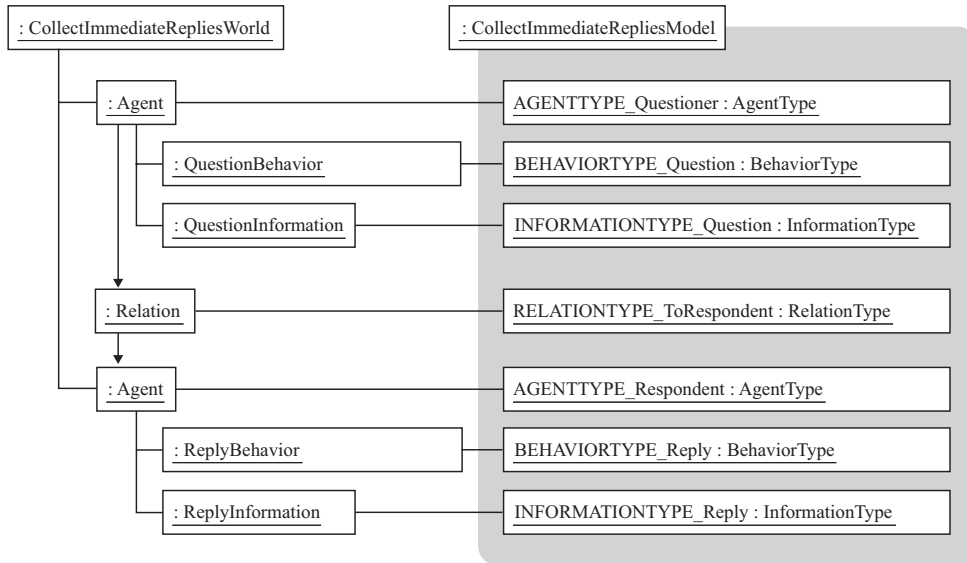 : CollectImmediateRepliesWorld
: CollectImmediateRepliesModel
: Agent
AGENTTYPE_Questioner : AgentType
: QuestionBehavior
BEHAVIORTYPE_Question : BehaviorType
: QuestionInformation
INFORMATIONTYPE_Question : InformationType
: Relation
RELATIONTYPE_ToRespondent : RelationType
: Agent
AGENTTYPE_Respondent : AgentType
: ReplyBehavior
BEHAVIORTYPE_Reply : BehaviorType
: ReplyInformation
INFORMATIONTYPE_Reply : InformationType